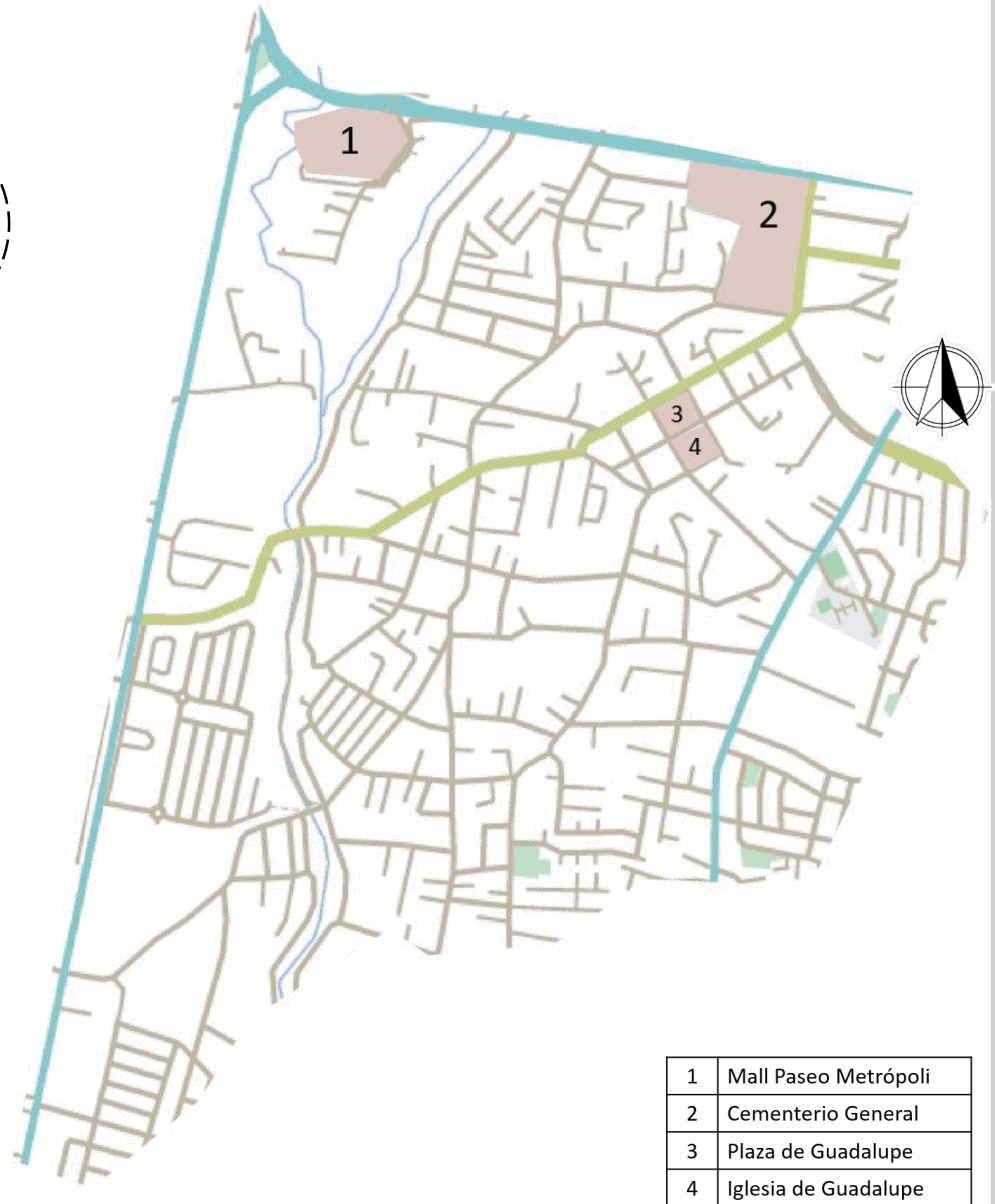 1
2
3
4
1 Mall Paseo Metrópoli
2 Cementerio General
3 Plaza de Guadalupe
4 Iglesia de Guadalupe